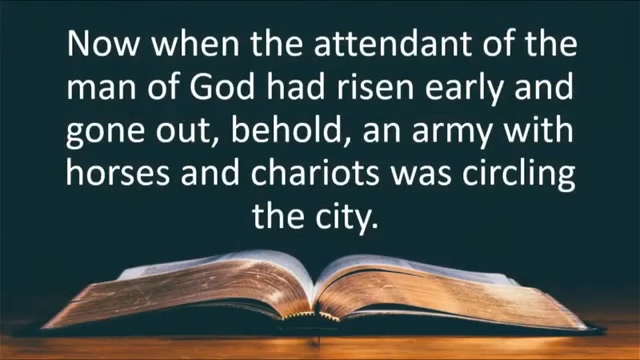 Now when the attendant of the
man of God had risen early and
gone out, behold, an army with
horses and chariots was circling
the city.